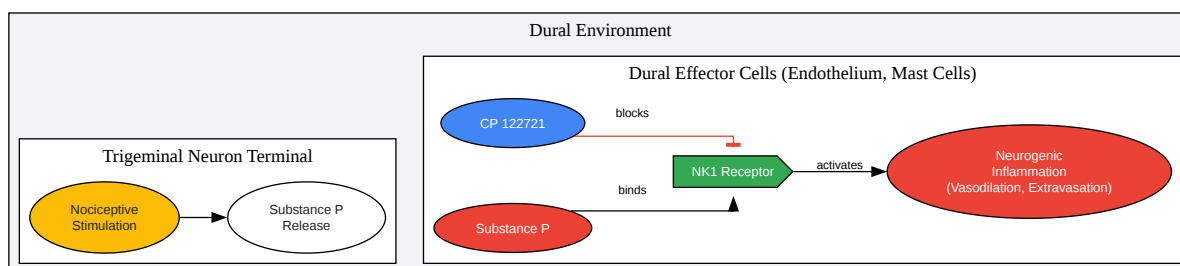 Dural Environment
Trigeminal Neuron Terminal
Nociceptive
Stimulation
Substance P
Release
Dural Effector Cells (Endothelium, Mast Cells)
CP 122721
blocks
NK1 Receptor
activates
Neurogenic
Inflammation
(Vasodilation, Extravasation)
binds
Substance P